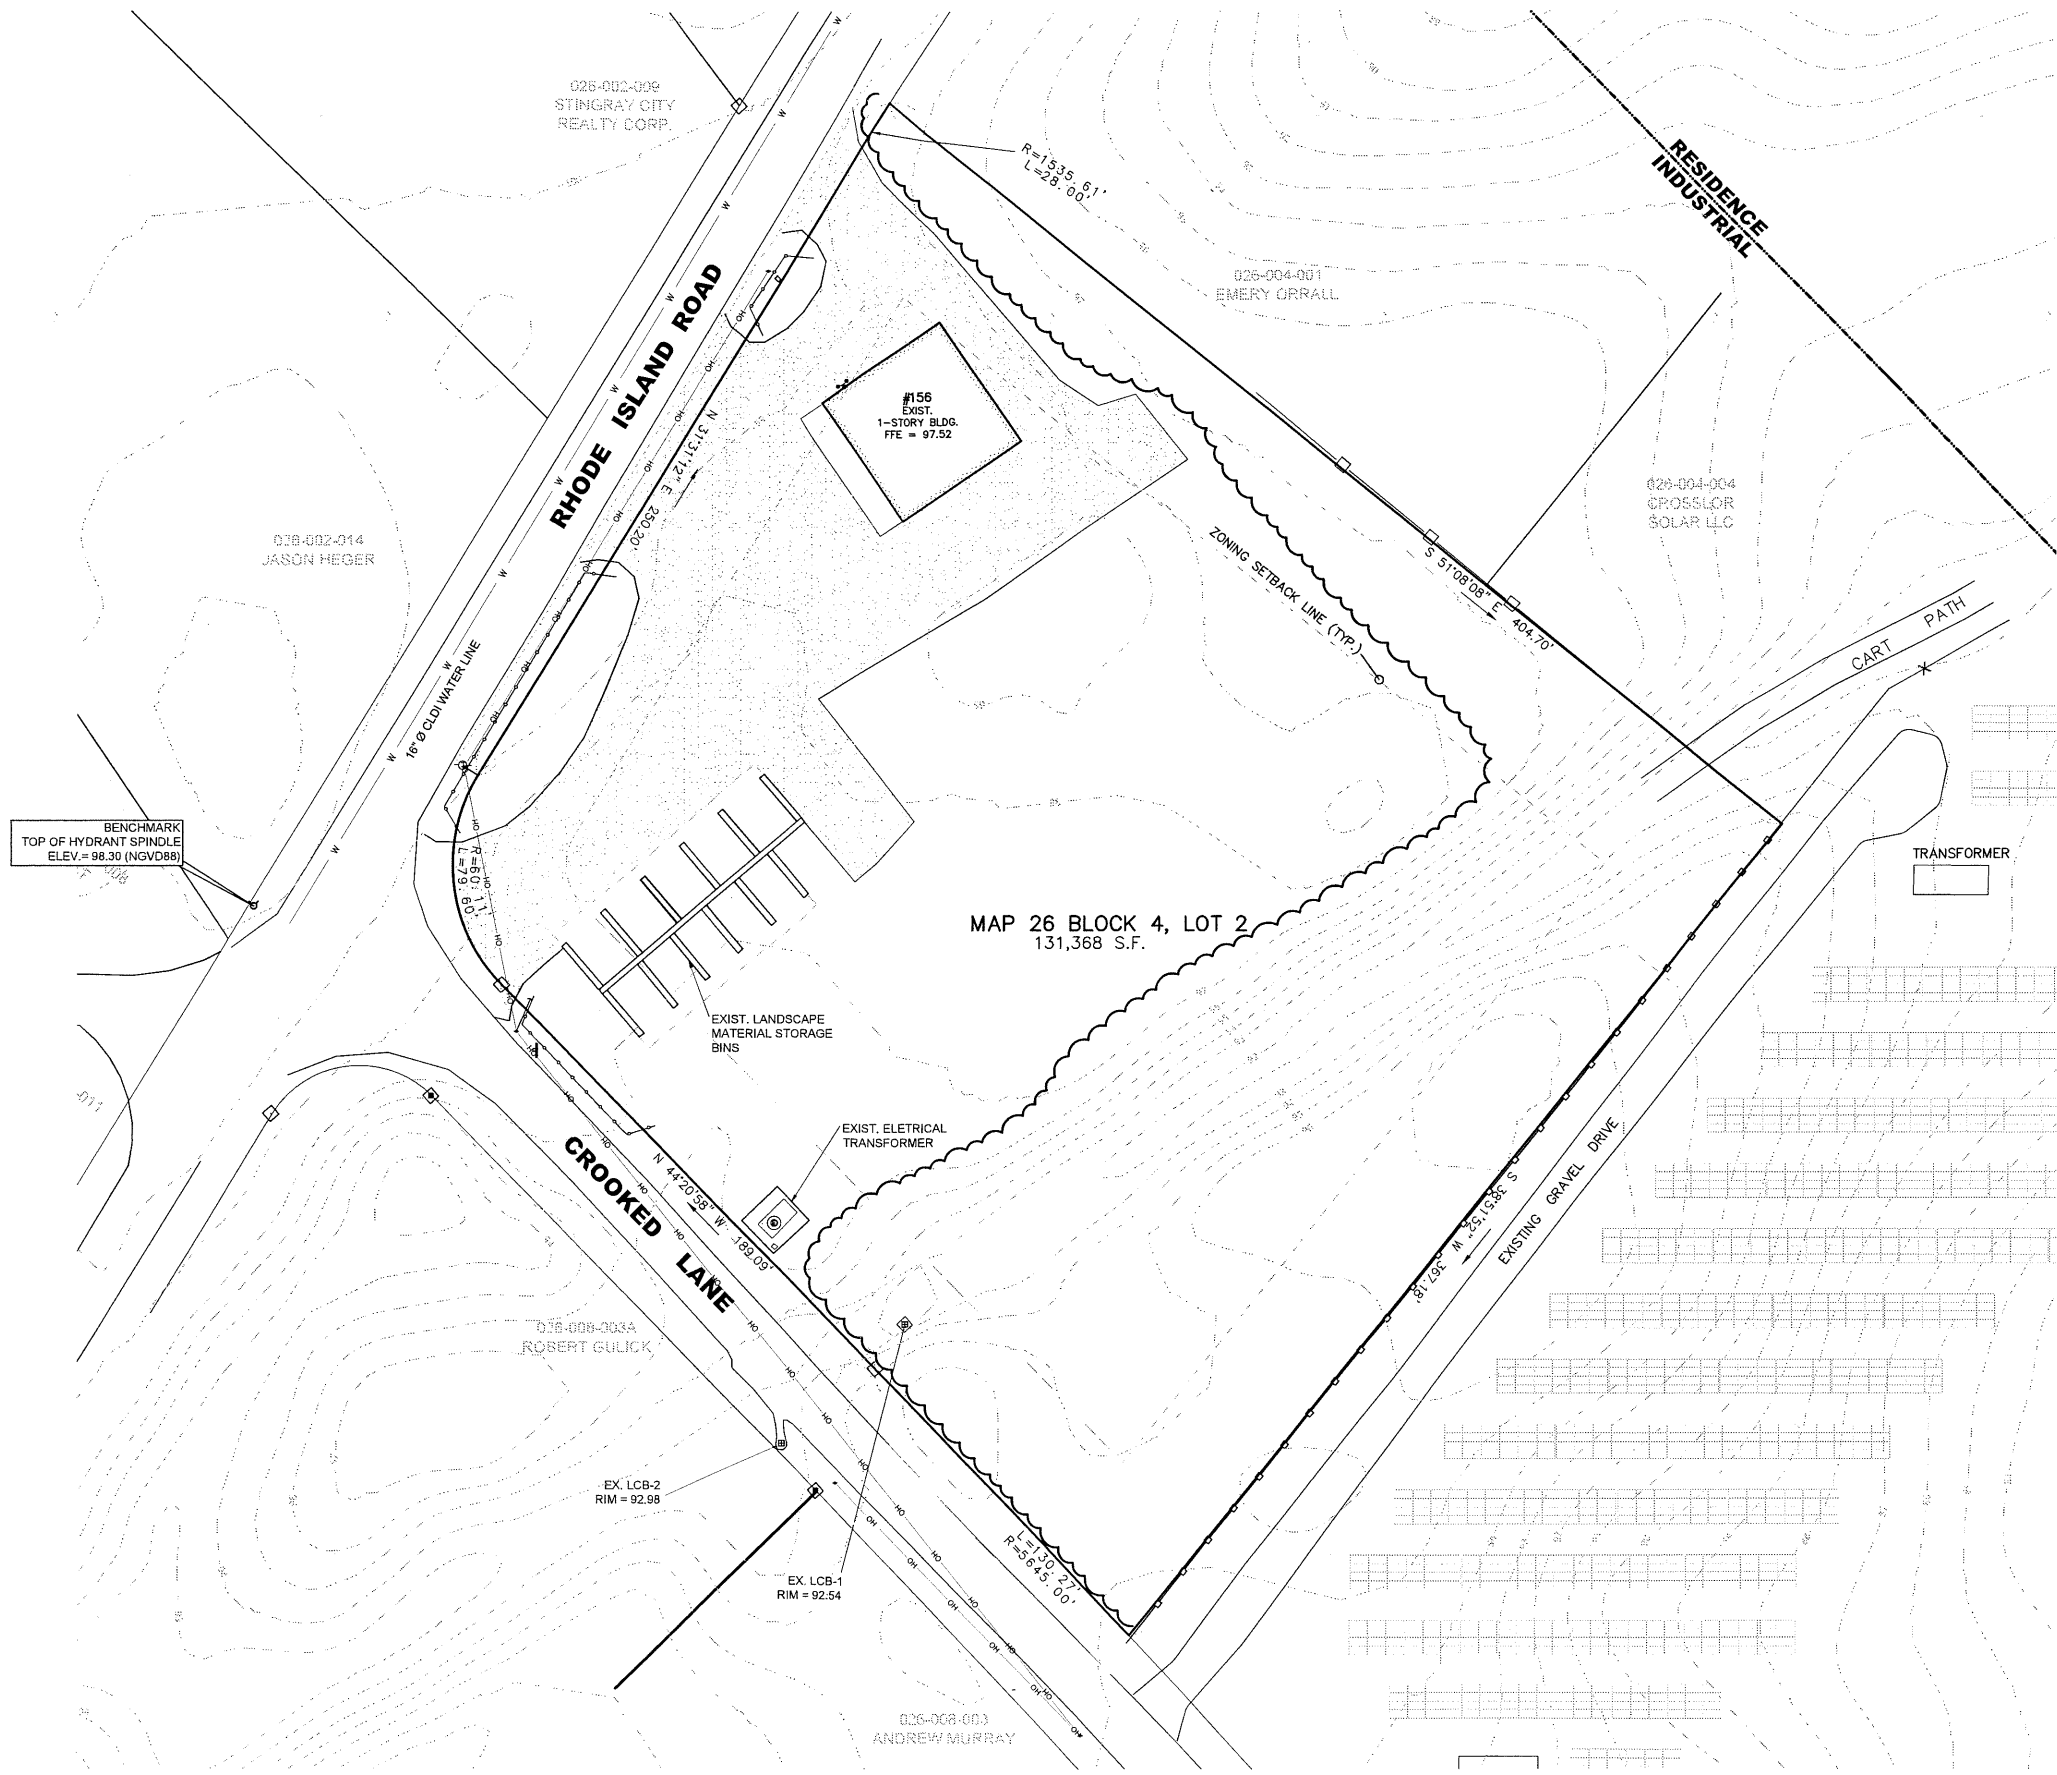 026-002-009
STINGRAY CITY
REALTY CORP.
RESIDENCE
INDUSTRIAL
R=1535.61'
L=28.00'
026-004-001
EMERY ORRALL
RHODE ISLAND ROAD
#156
EXIST.
1-STORY BLDG.
FFE = 97.52
N 31°31'12" E 250.20'
026-004-004
CROSSLOR
SOLAR LLC
026-002-014
JASON HEGER
ZONING SETBACK LINE (TYP.)
S 51°08'08" E 404.70'
CART PATH
16" Ø CLDI WATER LINE
BENCHMARK
TOP OF HYDRANT SPINDLE
ELEV.= 98.30 (NGVD88)
R=60.11'
L=79.60'
TRANSFORMER
MAP 26 BLOCK 4, LOT 2
131,368 S.F.
EXIST. LANDSCAPE
MATERIAL STORAGE
BINS
-011
EXIST. ELETRICAL
TRANSFORMER
CROOKED LANE
N 44°20'58" W 189.09'
S 38°51'52" W 367.18'
EXISTING GRAVEL DRIVE
026-008-003A
ROBERT GULICK
EX. LCB-2
RIM = 92.98
EX. LCB-1
RIM = 92.54
L=130.27'
R=5645.00'
026-008-003
ANDREW MURRAY